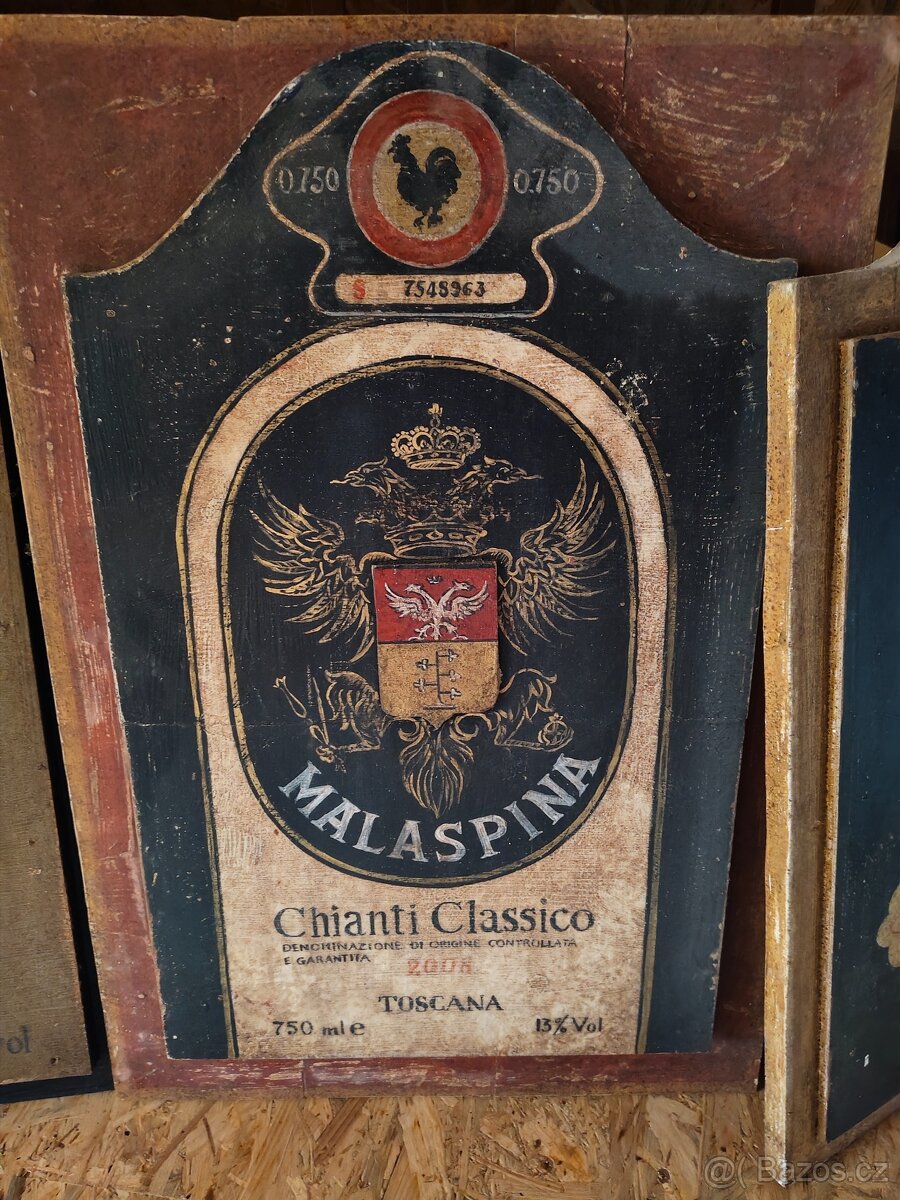 0.750 0.750
S 7548963
MALASPINA
Chianti Classico
DENOMINAZIONE DI ORIGINE CONTROLLATA
E GARANTITA
TOSCANA
750 ml e 13% Vol
ol
@ Bazos.cz